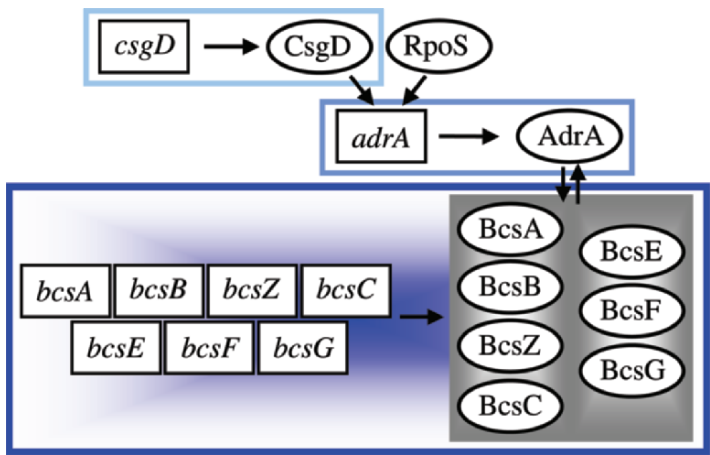 csgD CsgD RpoS
adrA AdrA
bcsA bcsB bcsZ bcsC
bcsE bcsF bcsG
BcsA
BcsB
BcsZ
BcsC
BcsE
BcsF
BcsG